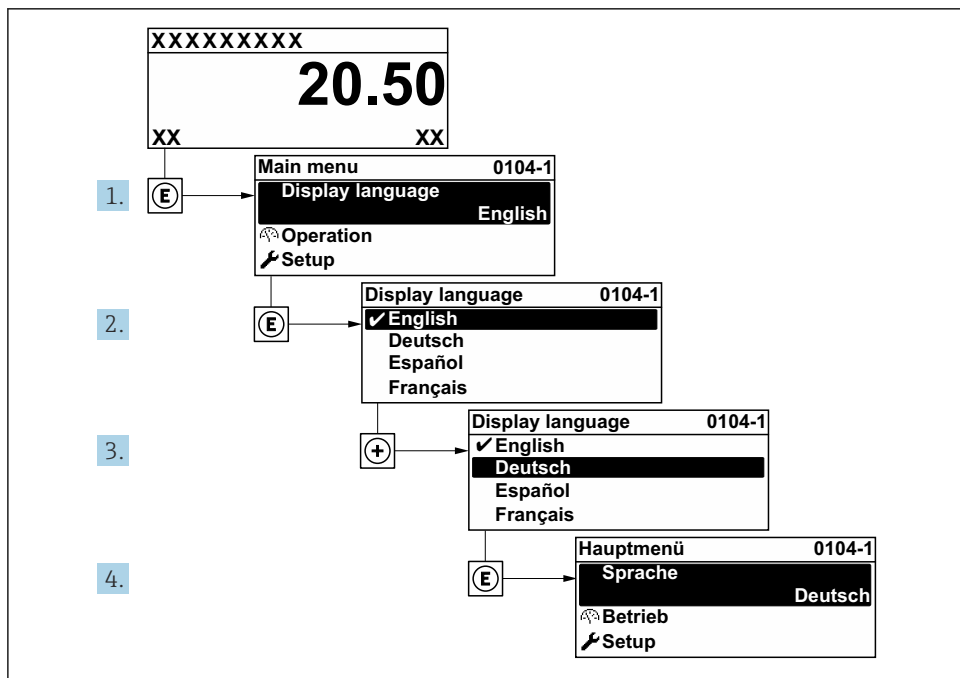 XXXXXXXXX
20.50
XX XX
1.
E
Main menu 0104-1
Display language
English
Operation
Setup
2.
E
Display language 0104-1
✔English
Deutsch
Español
Français
3.
+
Display language 0104-1
✔English
Deutsch
Español
Français
4.
E
Hauptmenü 0104-1
Sprache
Deutsch
Betrieb
Setup